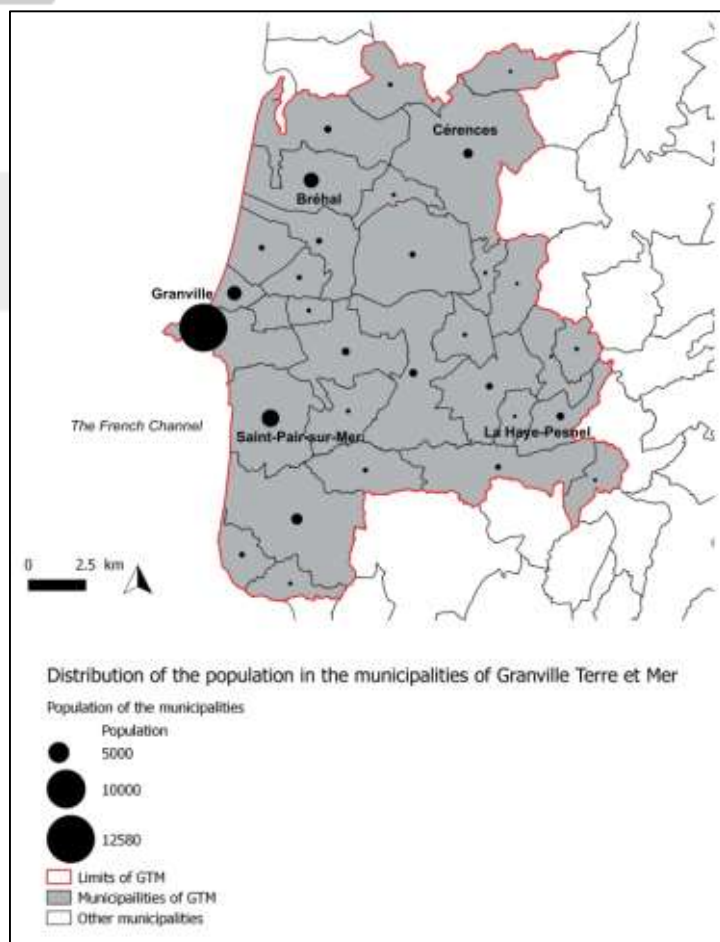 Cérences
Bréhal
Granville
The French Channel
Saint-Pair-sur-Mer
La Haye-Pesnel
0 2.5 km
Distribution of the population in the municipalities of Granville Terre et Mer
Population of the municipalities
Population
5000
10000
12580
Limits of GTM
Municipailities of GTM
Other municipalities